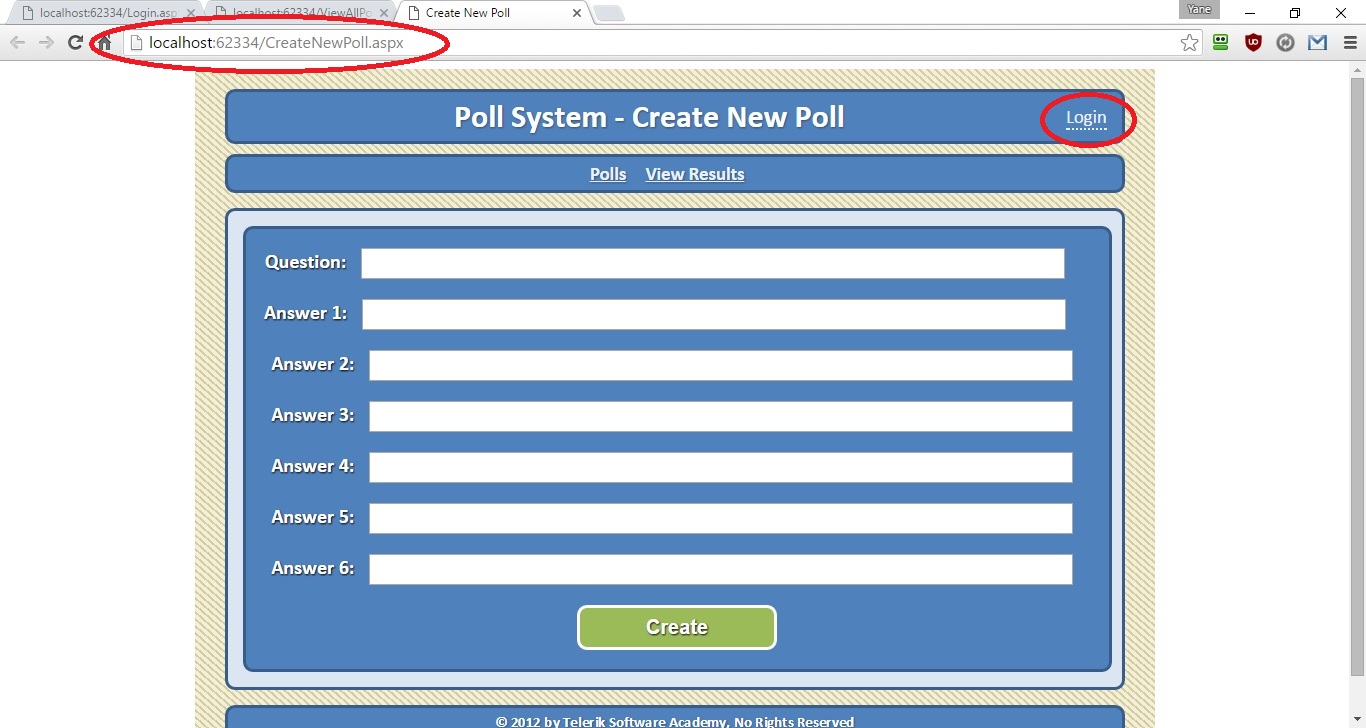 localhost:62334/Login.asp
localhost:62334/ViewAllPo
Create New Poll
Yane
localhost:62334/CreateNewPoll.aspx
Poll System - Create New Poll
Login
Polls View Results
Question:
Answer 1:
Answer 2:
Answer 3:
Answer 4:
Answer 5:
Answer 6:
Create
© 2012 by Telerik Software Academy, No Rights Reserved